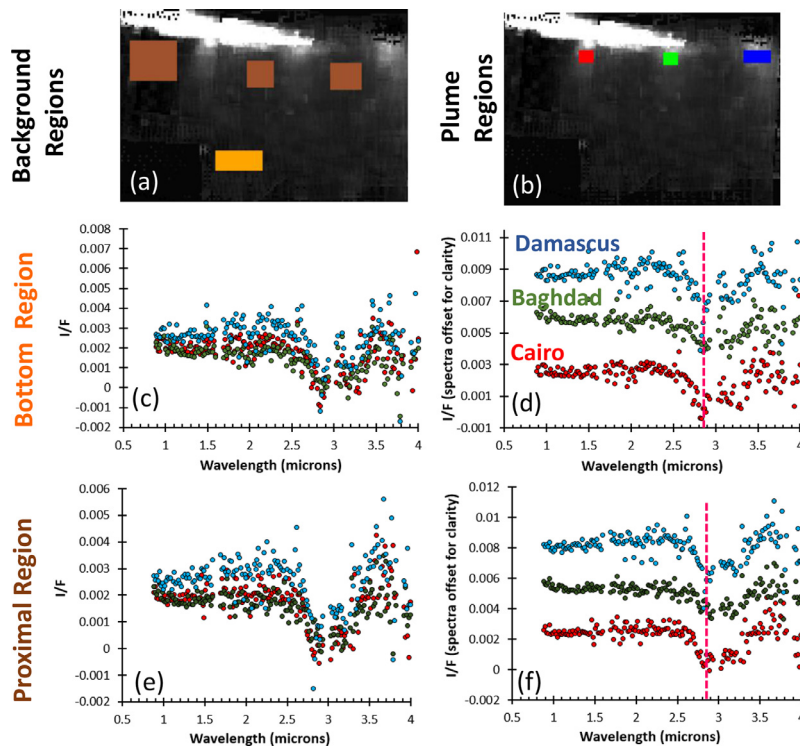 Background
Regions
(a)
Plume
Regions
(b)
Bottom Region
I/F
0.008
0.007
0.006
0.005
0.004
0.003
0.002
0.001
0
-0.001
-0.002
0.5
1
1.5
2
2.5
3
3.5
4
Wavelength (microns)
(c)
I/F (spectra offset for clarity)
0.011
0.009
0.007
0.005
0.003
0.001
-0.001
0.5
1
1.5
2
2.5
3
3.5
4
Wavelength (microns)
Damascus
Baghdad
Cairo
(d)
Proximal Region
I/F
0.006
0.005
0.004
0.003
0.002
0.001
0
-0.001
-0.002
0.5
1
1.5
2
2.5
3
3.5
4
Wavelength (microns)
(e)
I/F (spectra offset for clarity)
0.012
0.01
0.008
0.006
0.004
0.002
0
-0.002
0.5
1
1.5
2
2.5
3
3.5
4
Wavelength (microns)
(f)